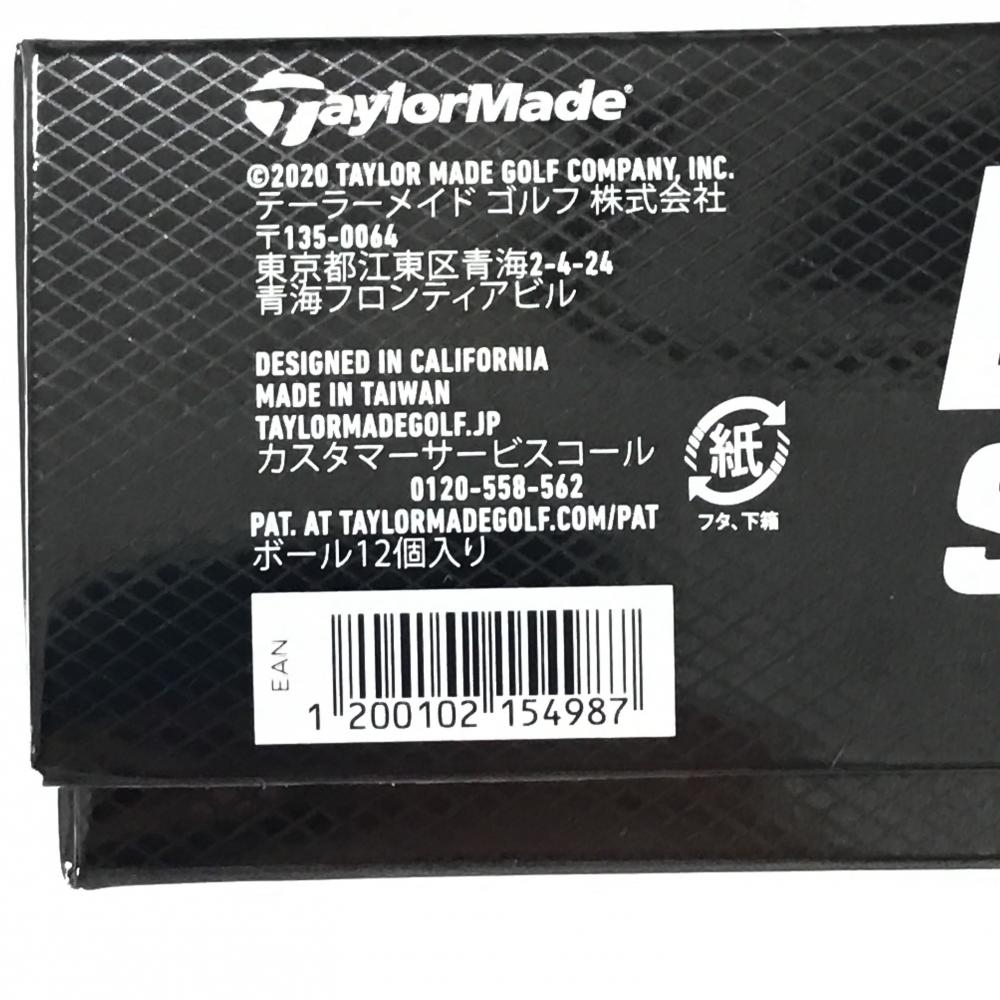 TaylorMade
©2020 TAYLOR MADE GOLF COMPANY, INC.
テーラーメイド ゴルフ 株式会社
〒135-0064
東京都江東区青海2-4-24
青海フロンティアビル
DESIGNED IN CALIFORNIA
MADE IN TAIWAN
TAYLORMADEGOLF.JP
カスタマーサービスコール
0120-558-562
PAT. AT TAYLORMADEGOLF.COM/PAT
ボール12個入り
紙
フタ、下箱
EAN
1 200102 154987